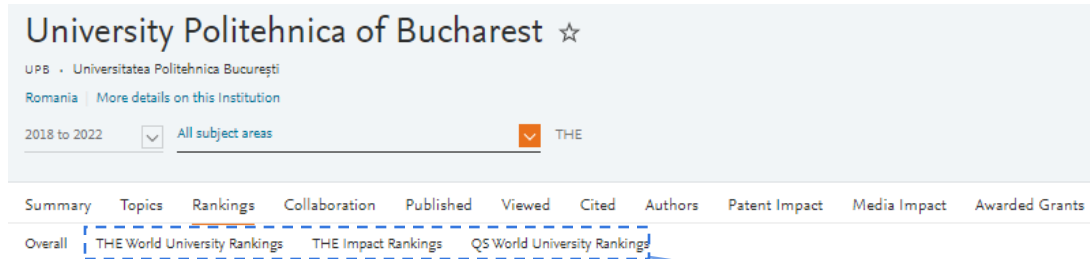 University Politehnica of Bucharest ☆
UPB • Universitatea Politehnica București
Romania | More details on this Institution
2018 to 2022 All subject areas THE
Summary Topics Rankings Collaboration Published Viewed Cited Authors Patent Impact Media Impact Awarded Grants
Overall THE World University Rankings THE Impact Rankings QS World University Rankings